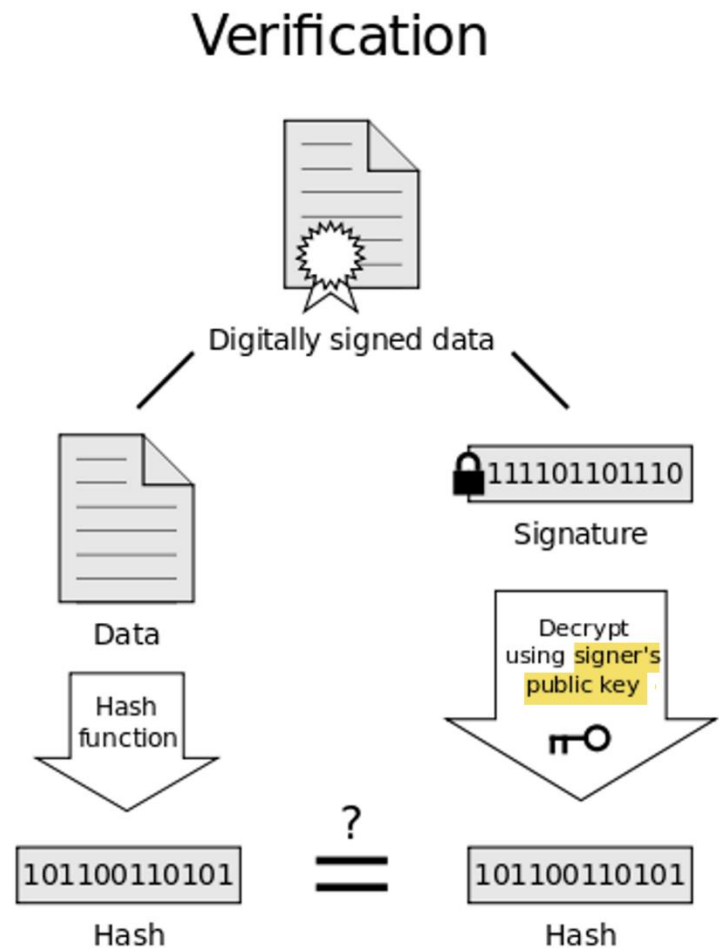 Verification
Digitally signed data
111101101110
Signature
Data
Decrypt
using signer's
public key
Hash
function
?
101100110101
101100110101
Hash
Hash